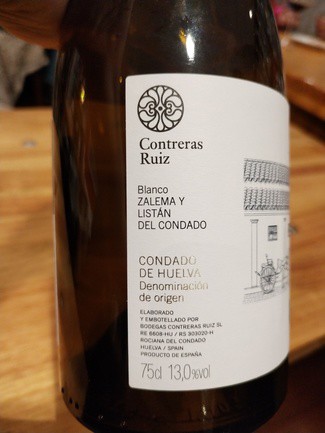 Contreras
Ruiz
Blanco
ZALEMA Y
LISTÁN
DEL CONDADO
CONDADO
DE HUELVA
Denominación
de origen
ELABORADO
Y EMBOTELLADO POR
BODEGAS CONTRERAS RUIZ SL
RE 8608-HU / RS 303020-H
ROCIANA DEL CONDADO
HUELVA / SPAIN
PRODUCTO DE ESPAÑA
75cl 13,0%vol